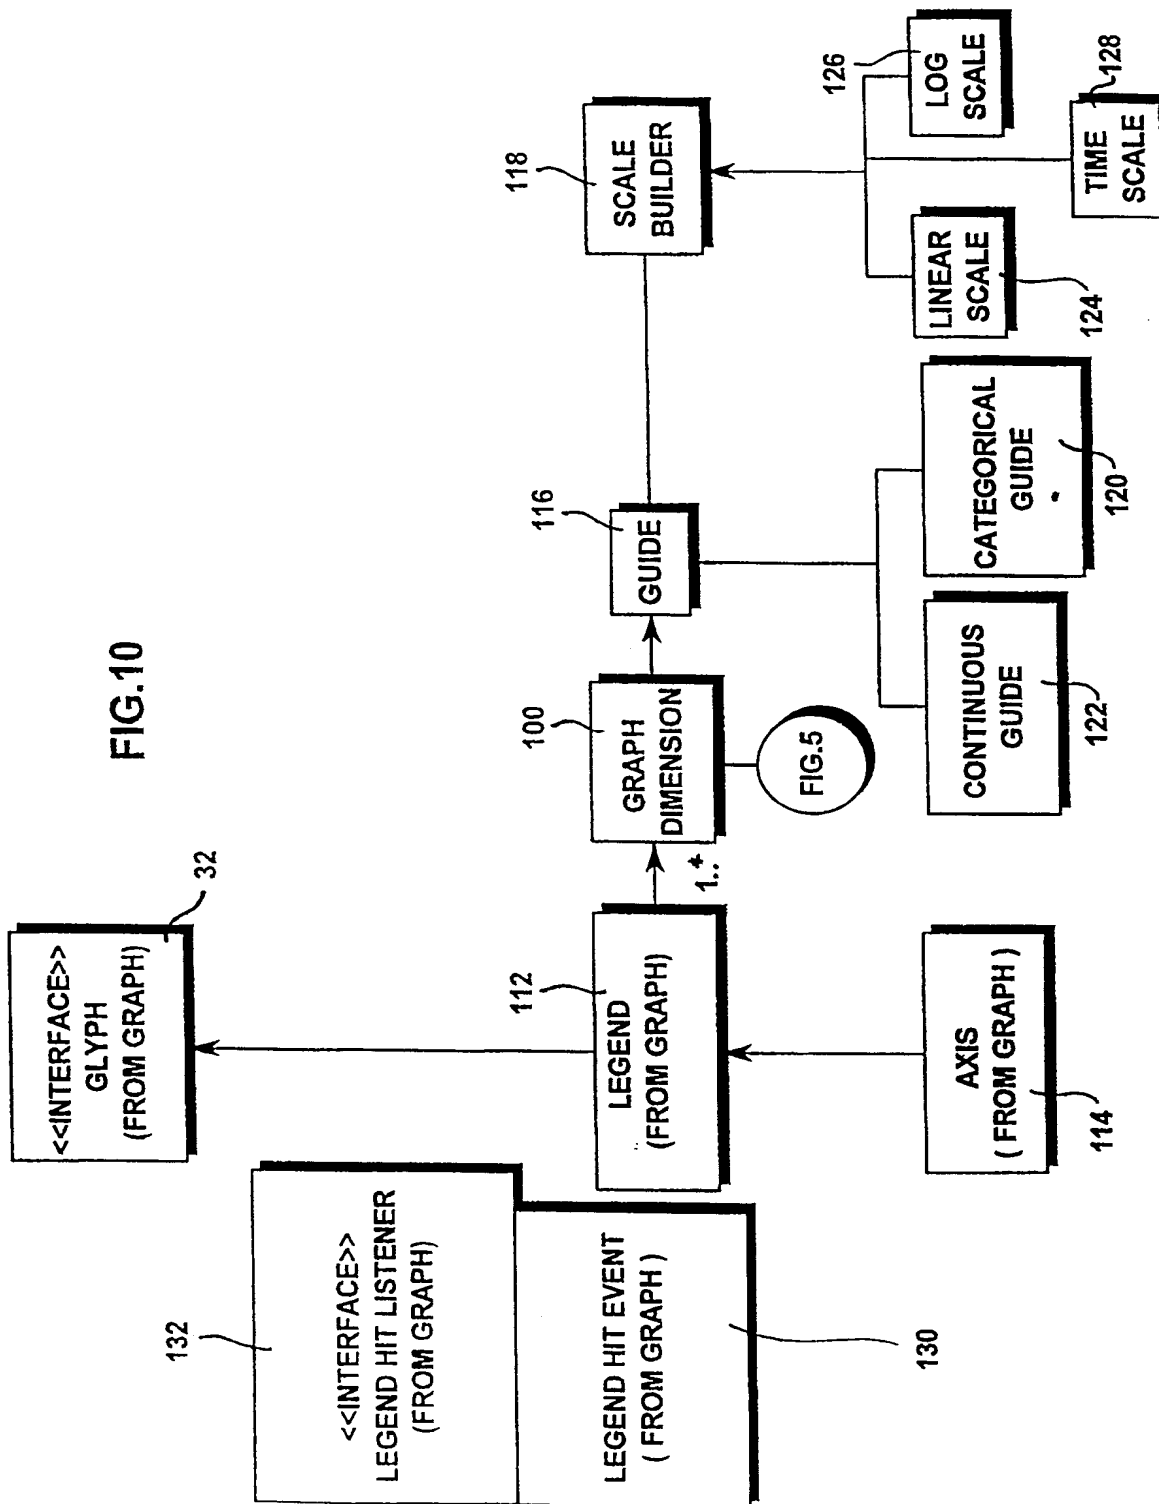 FIG.10
<<INTERFACE>>
GLYPH
(FROM GRAPH)
32
132
<<INTERFACE>>
LEGEND HIT LISTENER
(FROM GRAPH)
LEGEND HIT EVENT
( FROM GRAPH )
130
112
LEGEND
(FROM GRAPH)
1..*
100
GRAPH
DIMENSION
FIG.5
116
GUIDE
118
SCALE
BUILDER
AXIS
( FROM GRAPH )
114
CONTINUOUS
GUIDE
122
CATEGORICAL
GUIDE
120
LINEAR
SCALE
124
126
LOG
SCALE
TIME
SCALE
128